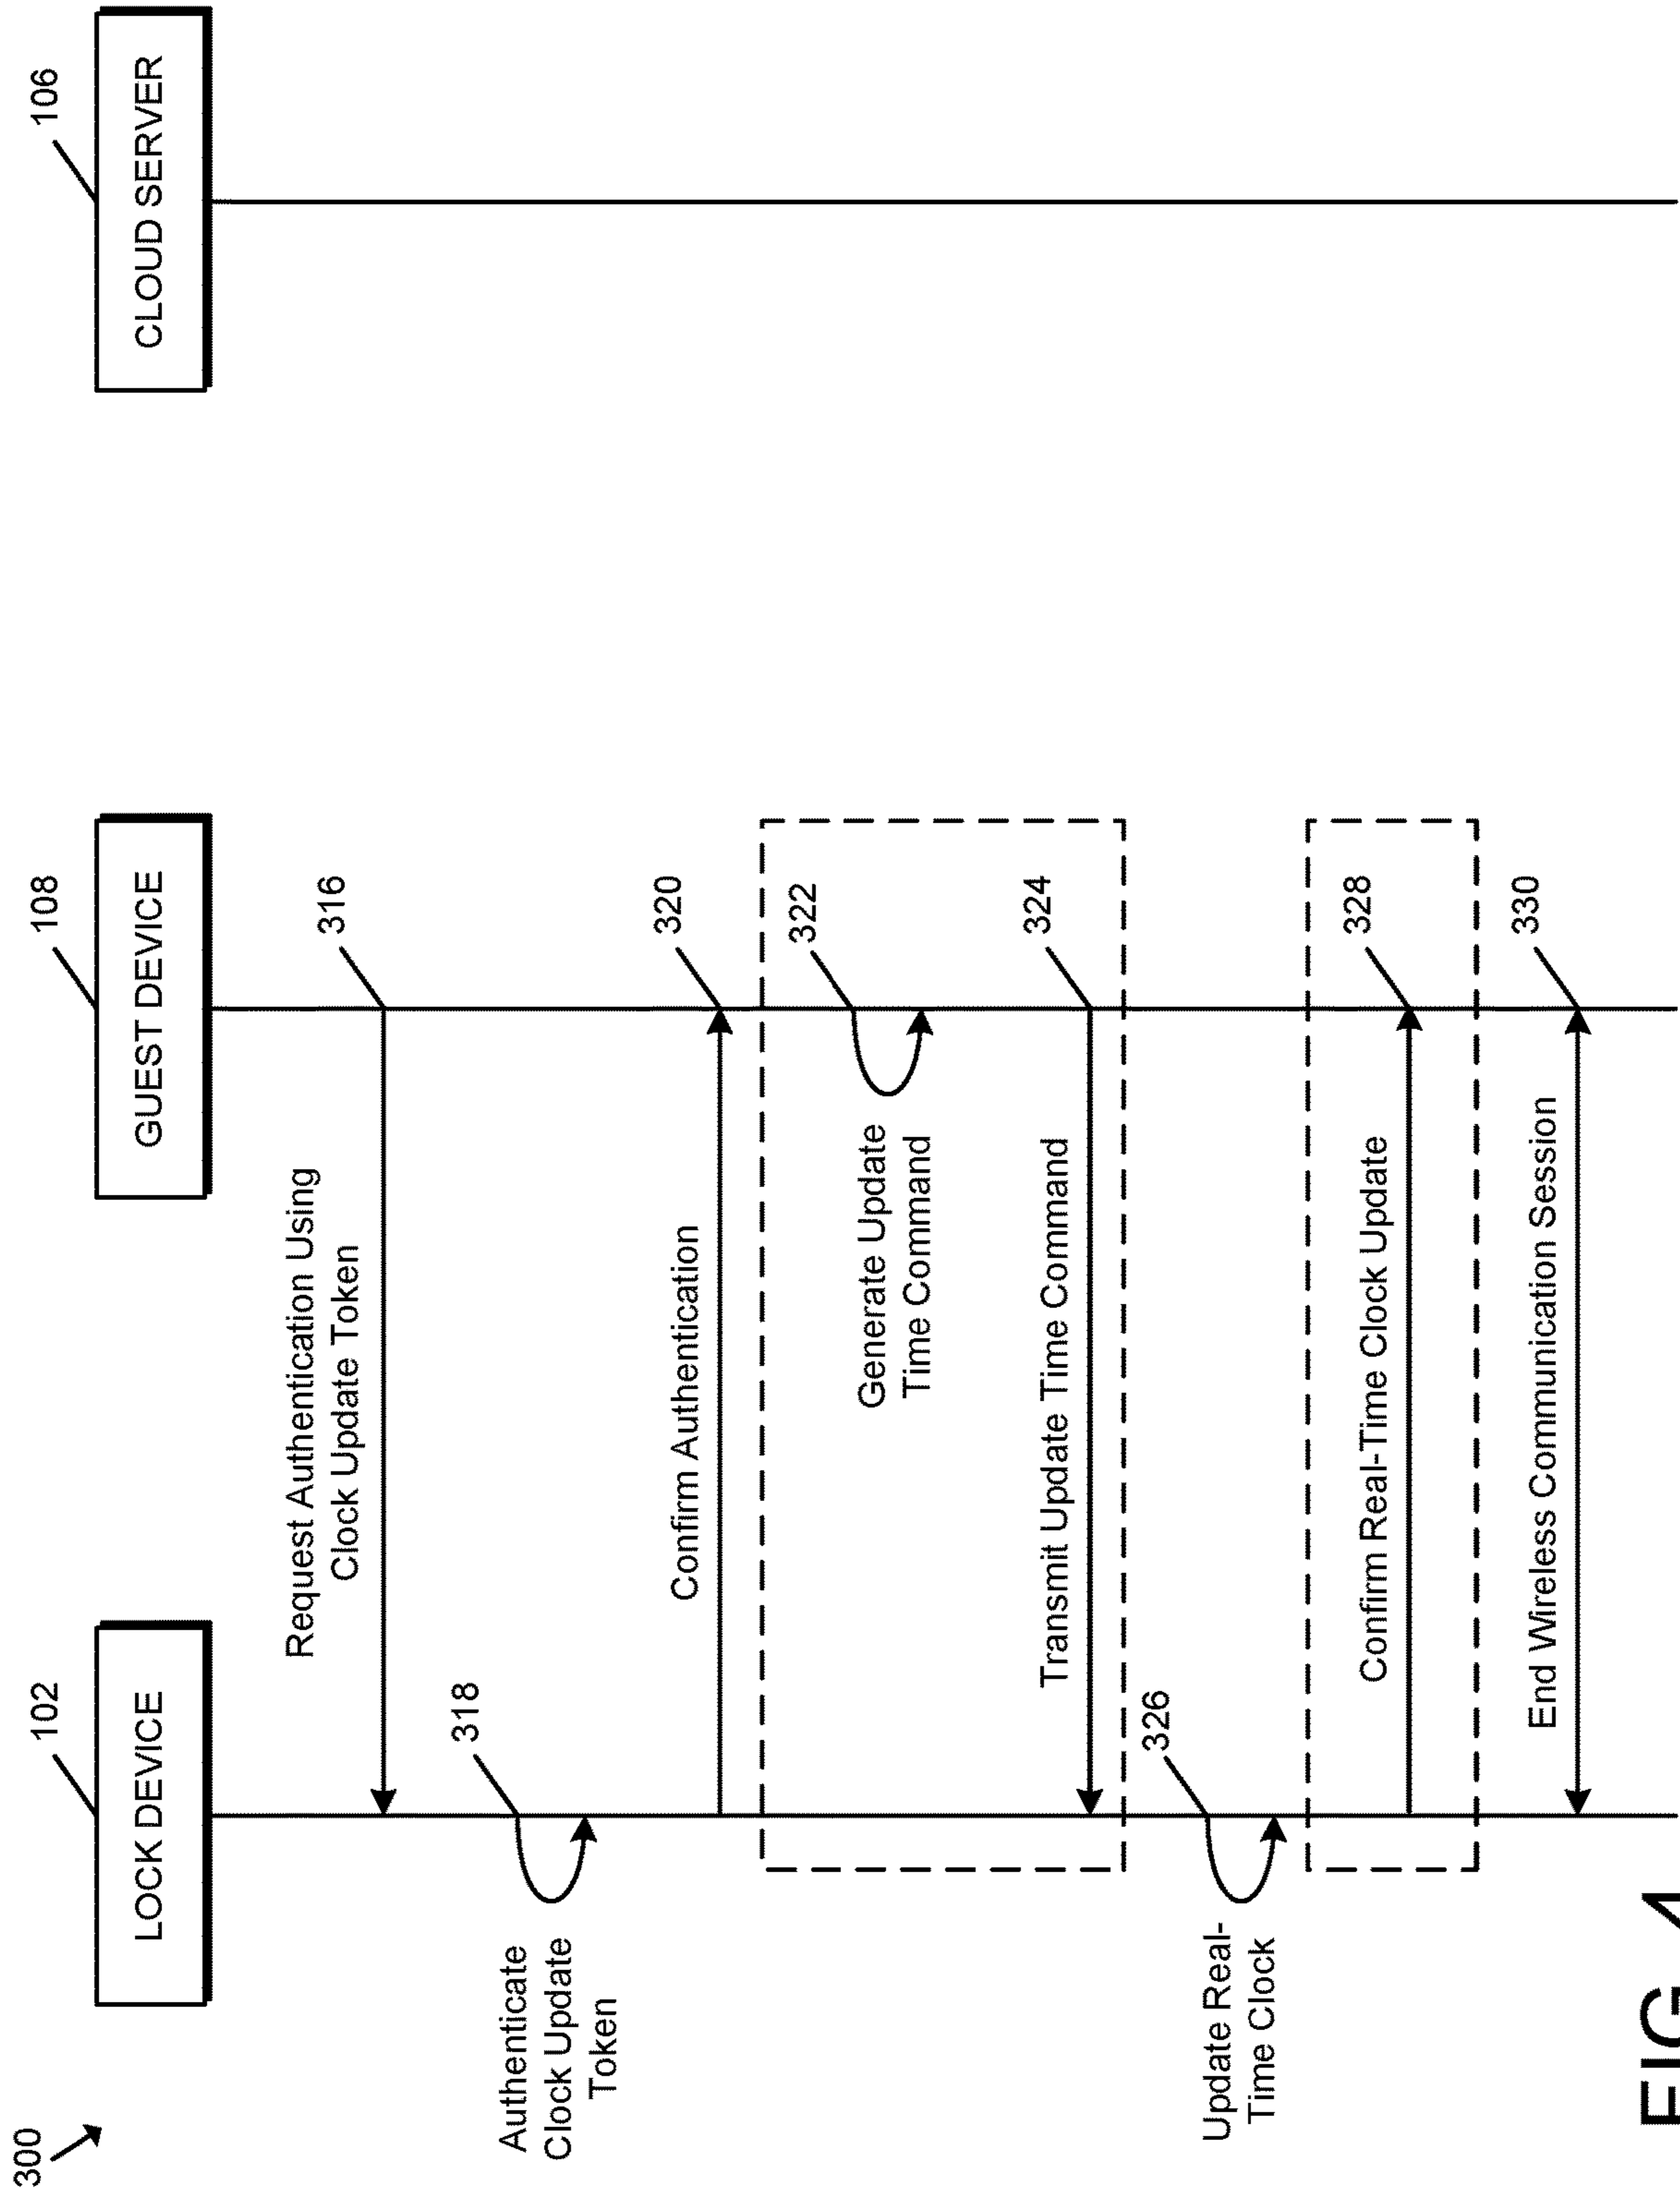 300
102
LOCK DEVICE
108
GUEST DEVICE
106
CLOUD SERVER
Request Authentication Using
Clock Update Token
316
318
Authenticate
Clock Update
Token
Confirm Authentication
320
322
Generate Update
Time Command
Transmit Update Time Command
324
326
Update Real-
Time Clock
Confirm Real-Time Clock Update
328
End Wireless Communication Session
330
FIG. 4